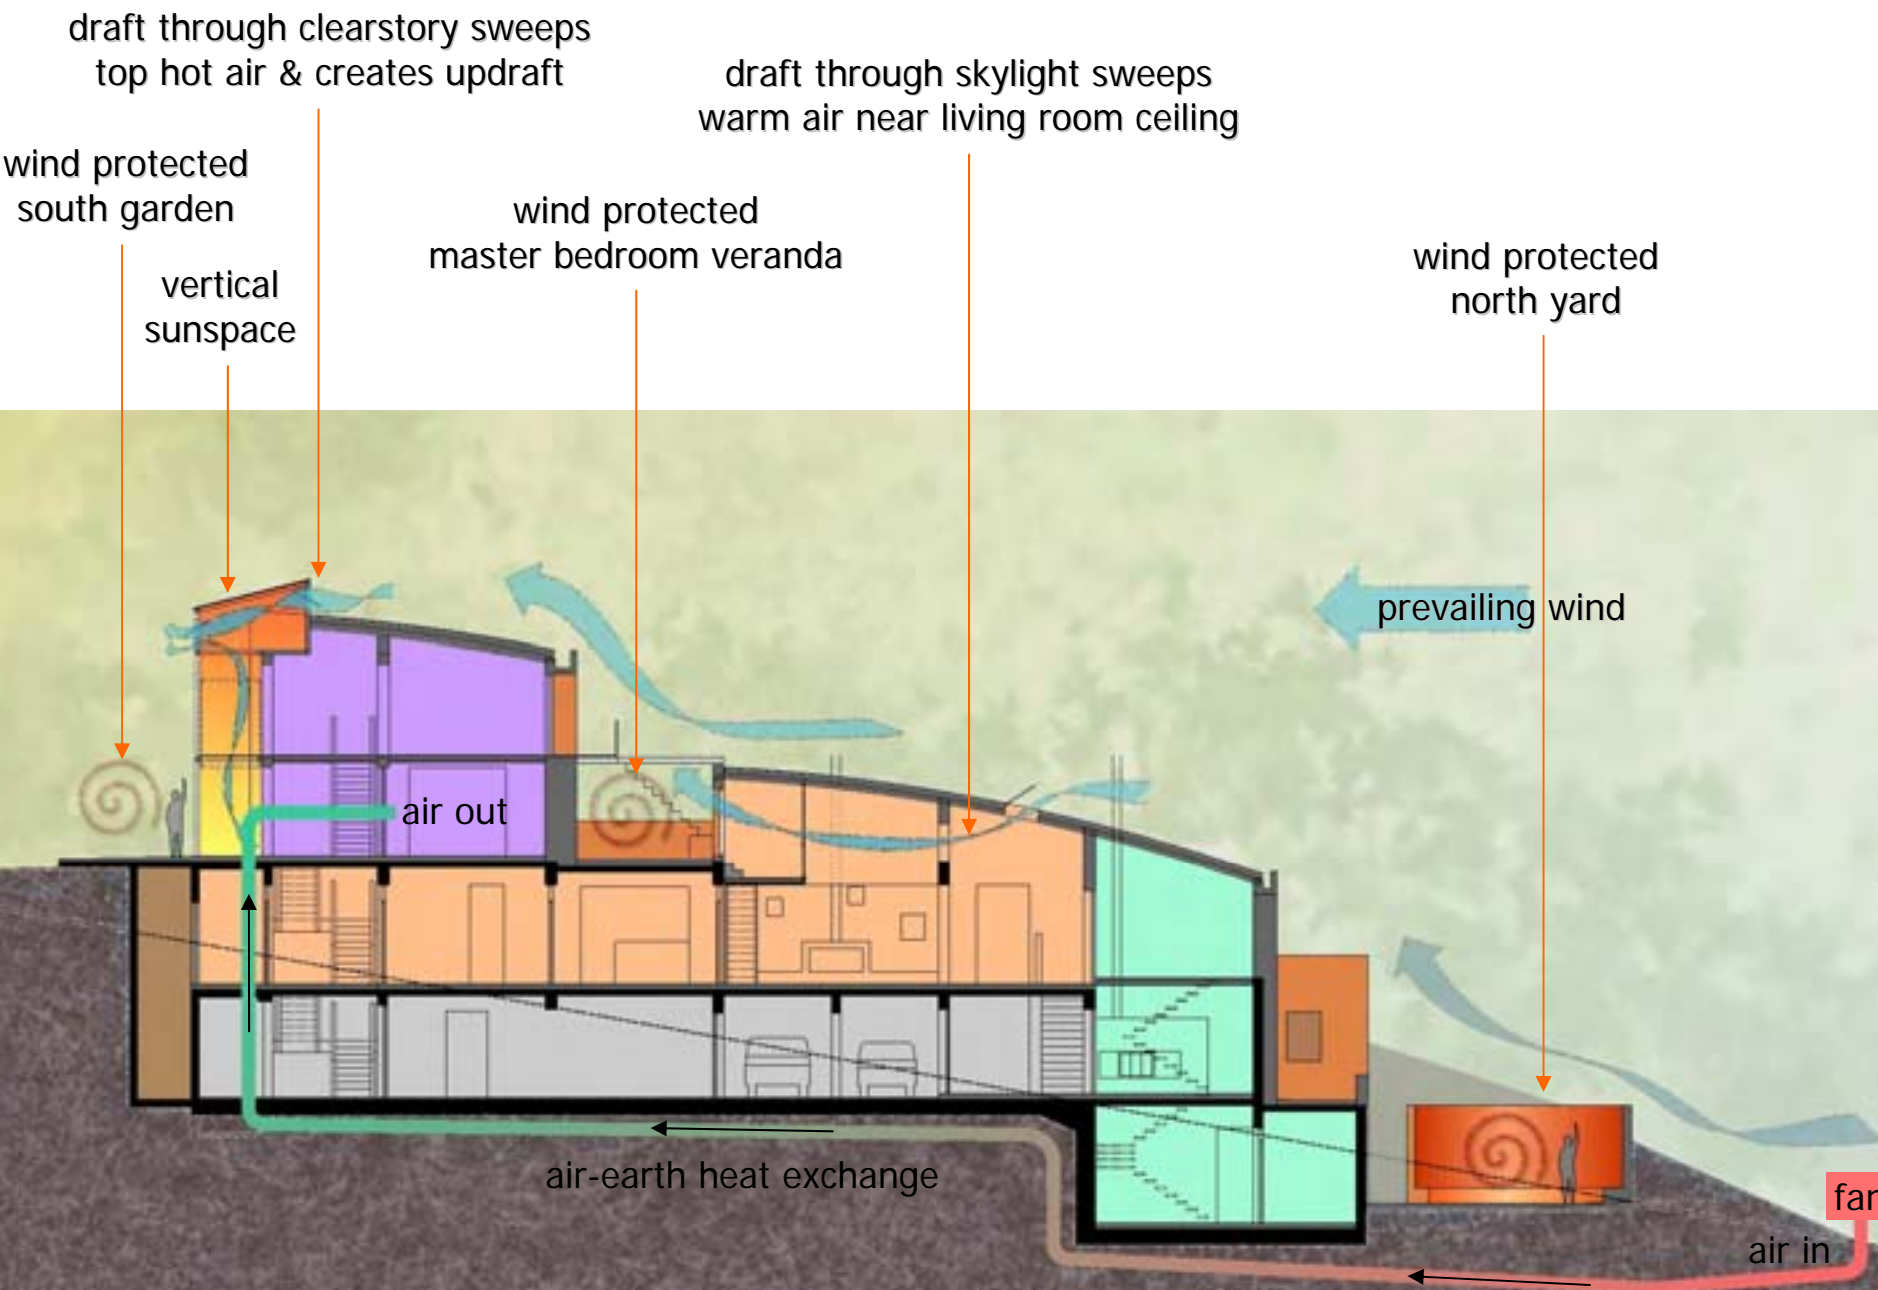 draft through clearstory sweeps
top hot air & creates updraft
draft through skylight sweeps
warm air near living room ceiling
wind protected
south garden
wind protected
master bedroom veranda
wind protected
north yard
vertical
sunspace
prevailing wind
air out
air-earth heat exchange
fan
air in